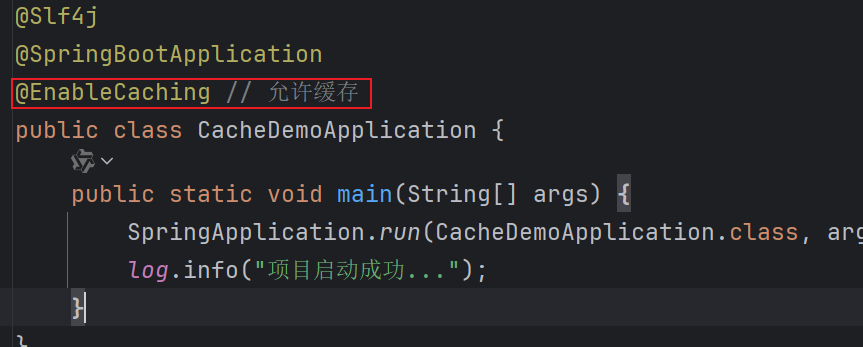 @Slf4j
@SpringBootApplication
@EnableCaching // 允许缓存
public class CacheDemoApplication {
public static void main(String[] args) {
SpringApplication.run(CacheDemoApplication.class, arg
log.info("项目启动成功...");
}
}